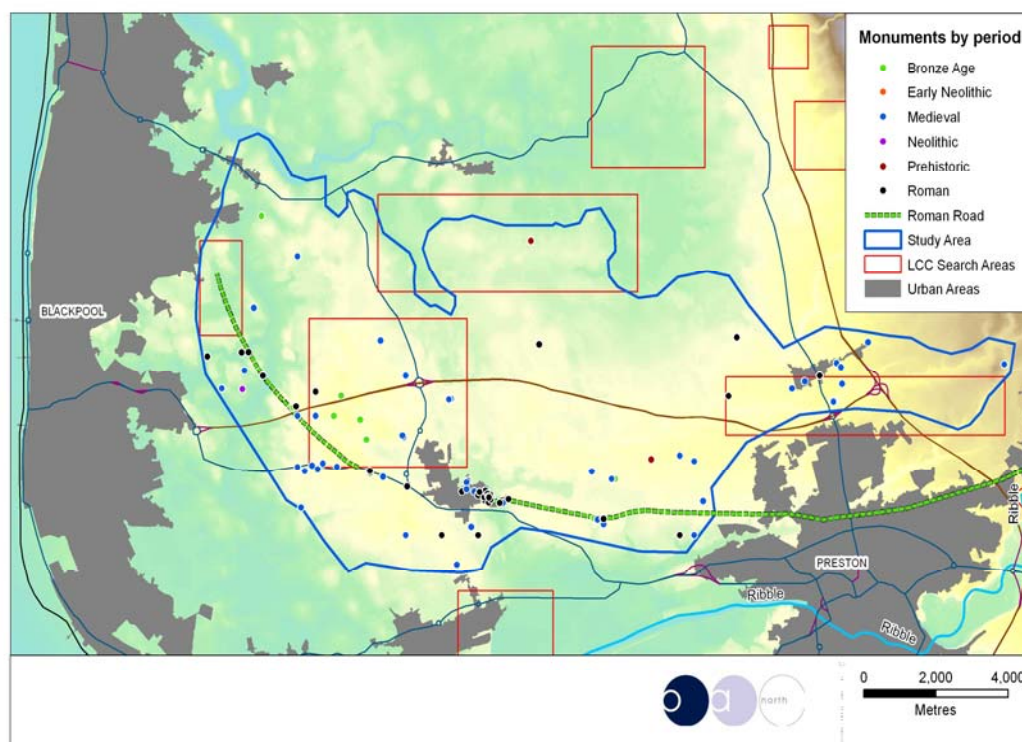 Monuments by period
Bronze Age
Early Neolithic
Medieval
Neolithic
Prehistoric
Roman
Roman Road
Study Area
LCC Search Areas
Urban Areas
BLACKPOOL
Ribble
PRESTON
Ribble
Ribble
oa north
0 2,000 4,000
Metres